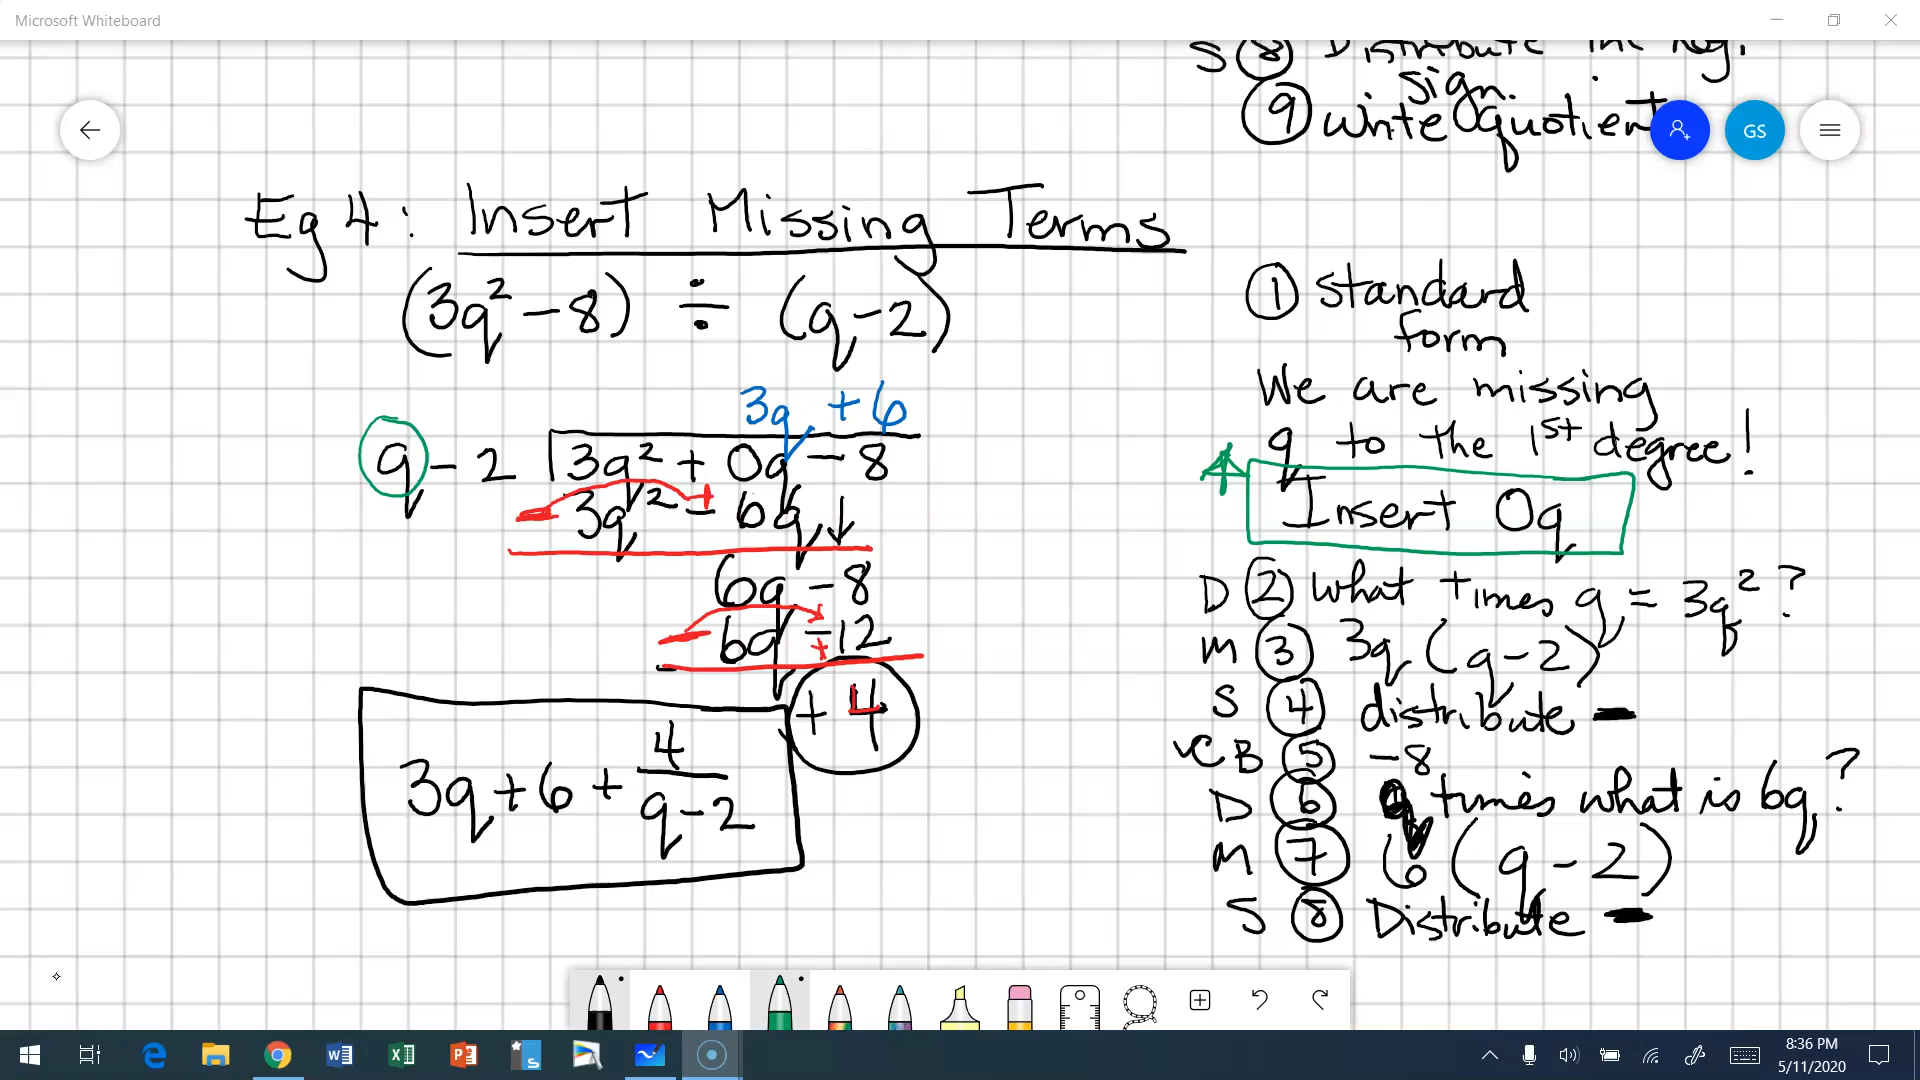 Microsoft Whiteboard
S ⑧ Distribute the neg.
sign.
⑨ write quotient
GS
Eg 4: Insert Missing Terms
(3q² - 8) ÷ (q - 2)
3q + 6
q - 2 3q² + 0q - 8
- 3q² - + 6q ↓
6q - 8
- 6q - + 12
+ 4
3q + 6 + 4/(q - 2)
① standard
form
We are missing
q to the 1st degree!
Insert 0q
D ② what times q = 3q²?
M ③ 3q (q - 2)
S ④ distribute -
CB ⑤ -8
D ⑥ q times what is 6q?
M ⑦ 6 (q - 2)
S ⑧ Distribute -
8:36 PM
5/11/2020